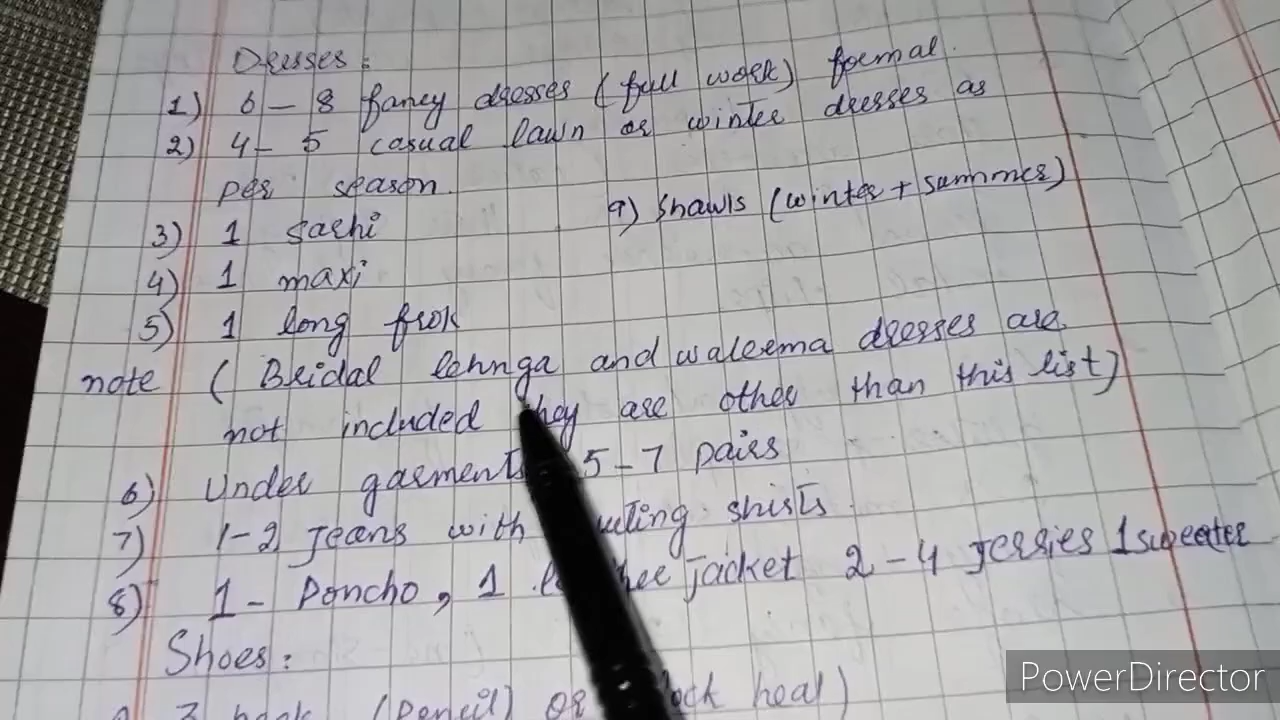 Dresses:
1) 6 – 8 fancy dresses (full work) formal.
2) 4 – 5 casual lawn or winter dresses as
per season.
9) Shawls (winter + summer)
3) 1 sarhi
4) 1 maxi
5) 1 long frok
note ( Bridal lehnga and waleema dresses are
not included they are other than this list)
6) Under garments 5 – 7 pairs
7) 1-2 Jeans with shirts.
8) 1 - Poncho, 1 jacket 2 – 4 Jersies 1 sweater
Shoes:
(pencil) or heal)
PowerDirector